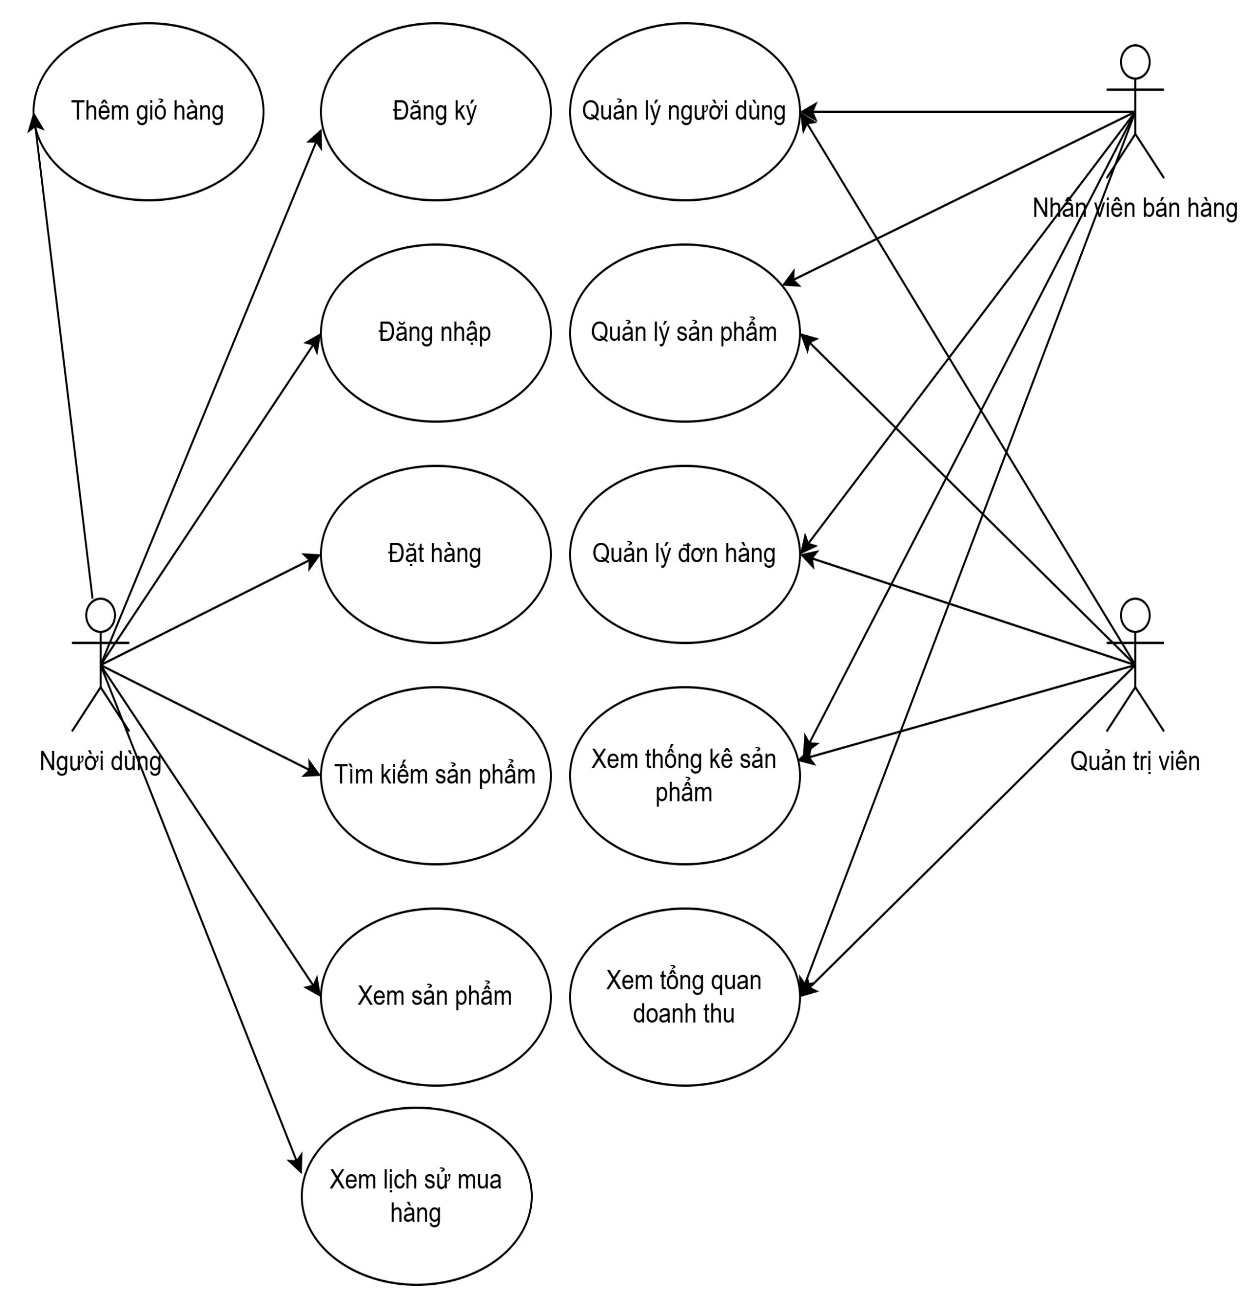 Thêm giỏ hàng
Đăng ký
Quản lý người dùng
Nhân viên bán hàng
Đăng nhập
Quản lý sản phẩm
Đặt hàng
Quản lý đơn hàng
Người dùng
Tìm kiếm sản phẩm
Xem thống kê sản
phẩm
Quản trị viên
Xem sản phẩm
Xem tổng quan
doanh thu
Xem lịch sử mua
hàng